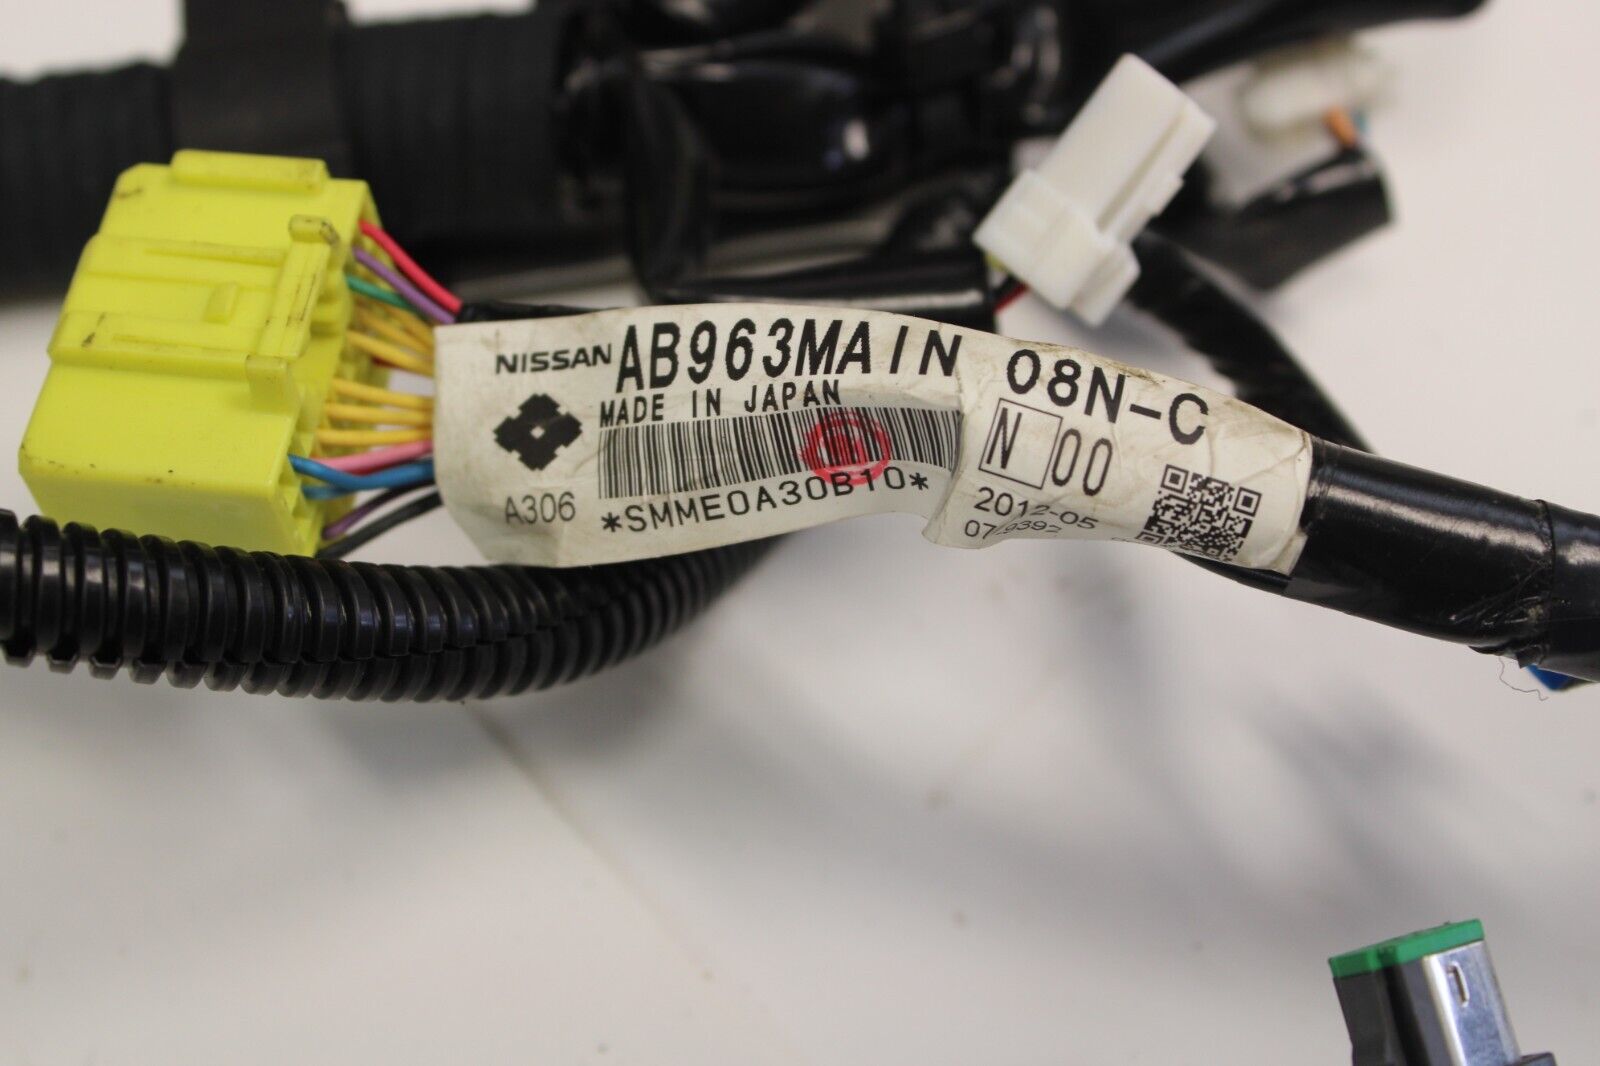 NISSAN AB963MAIN 08N-C
MADE IN JAPAN
N 00
A306
*SMME0A30B10*
2012-05